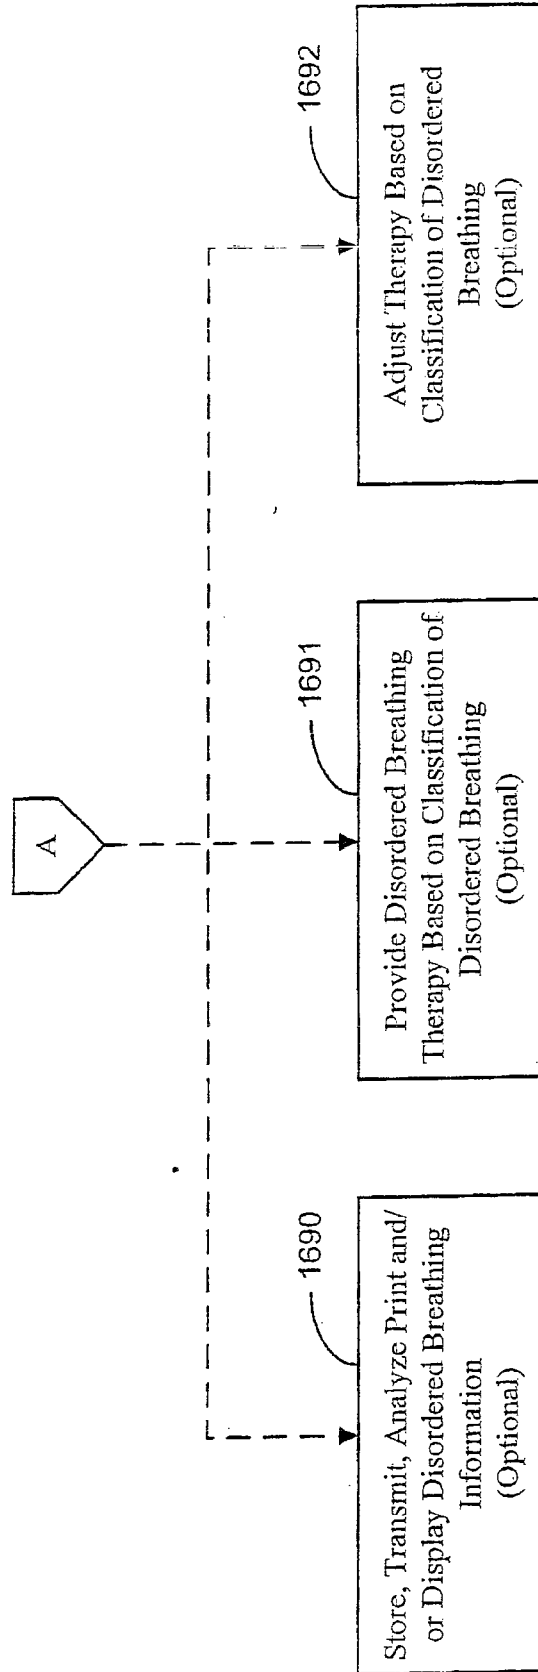 A
1690
Store, Transmit, Analyze Print and/
or Display Disordered Breathing
Information
(Optional)
1691
Provide Disordered Breathing
Therapy Based on Classification of
Disordered Breathing
(Optional)
1692
Adjust Therapy Based on
Classification of Disordered
Breathing
(Optional)